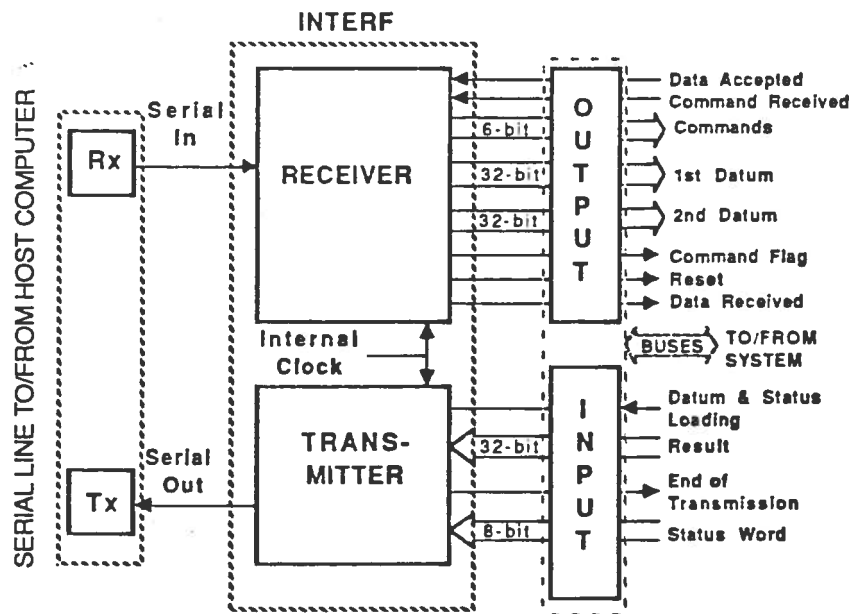 INTERF
SERIAL LINE TO/FROM HOST COMPUTER
Rx
Serial
In
RECEIVER
6-bit
32-bit
32-bit
OUTPUT
Data Accepted
Command Received
Commands
1st Datum
2nd Datum
Command Flag
Reset
Data Received
Internal
Clock
BUSES
TO/FROM
SYSTEM
Tx
Serial
Out
TRANS-
MITTER
32-bit
8-bit
INPUT
Datum & Status
Loading
Result
End of
Transmission
Status Word